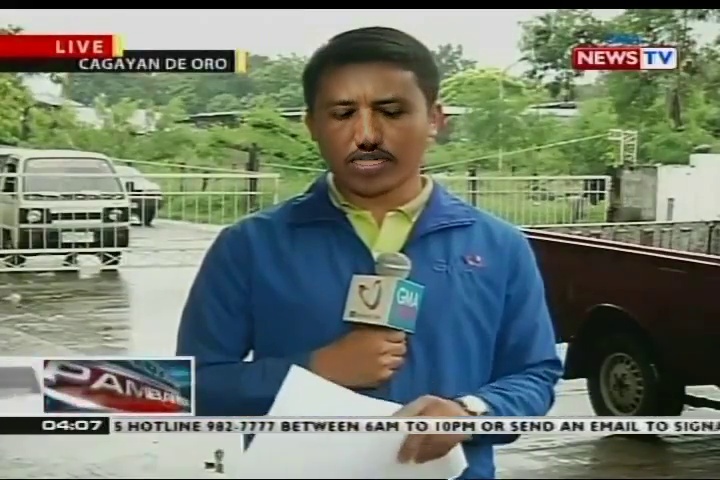 LIVE
CAGAYAN DE ORO
NEWS TV
GMA
GMA
PAMBA
04:07
5 HOTLINE 982-7777 BETWEEN 6AM TO 10PM OR SEND AN EMAIL TO SIGNA